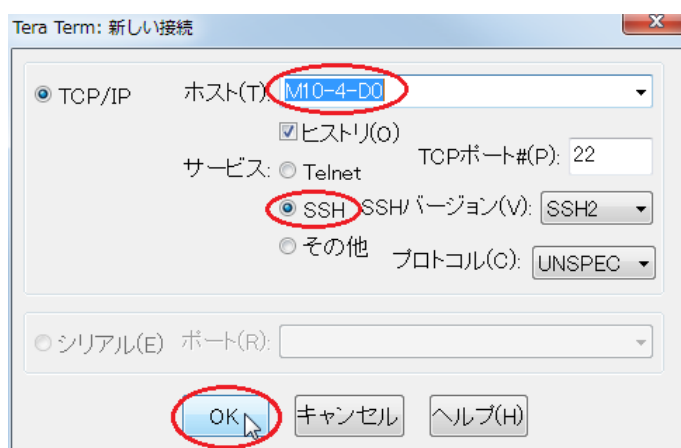 Tera Term: 新しい接続
TCP/IP ホスト(T): M10-4-D0
ヒストリ(O)
サービス: Telnet TCPポート#(P): 22
SSH SSHバージョン(V): SSH2
その他 プロトコル(C): UNSPEC
シリアル(E) ポート(R):
OK キャンセル ヘルプ(H)